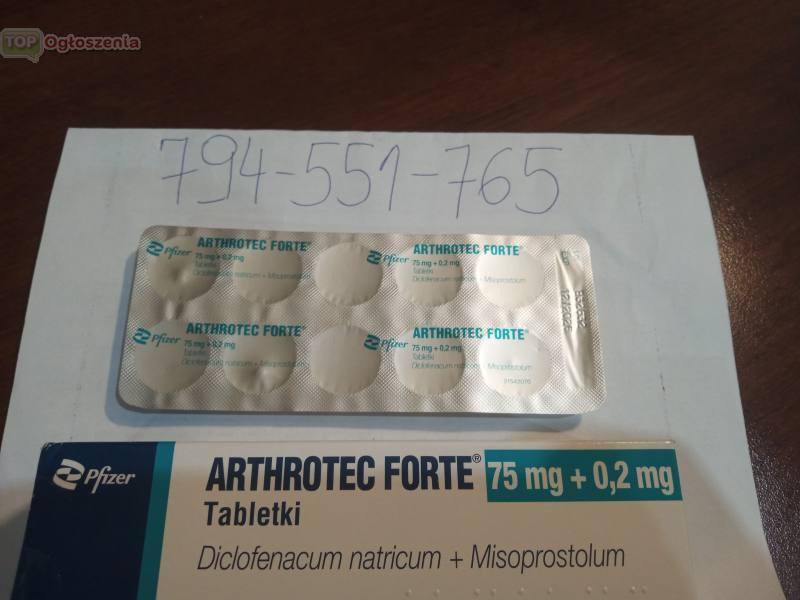 TOP Ogłoszenia
794-551-765
Pfizer ARTHROTEC FORTE®
75 mg + 0,2 mg
Tabletki
Diclofenacum natricum + Misoprostolum
Pfizer ARTHROTEC FORTE®
75 mg + 0,2 mg
Tabletki
Diclofenacum natricum + Misoprostolum
Pfizer ARTHROTEC FORTE®
75 mg + 0,2 mg
Tabletki
Diclofenacum natricum + Misoprostolum
Pfizer ARTHROTEC FORTE®
75 mg + 0,2 mg
Tabletki
Diclofenacum natricum + Misoprostolum
Pfizer ARTHROTEC FORTE® 75 mg + 0,2 mg
Tabletki
Diclofenacum natricum + Misoprostolum